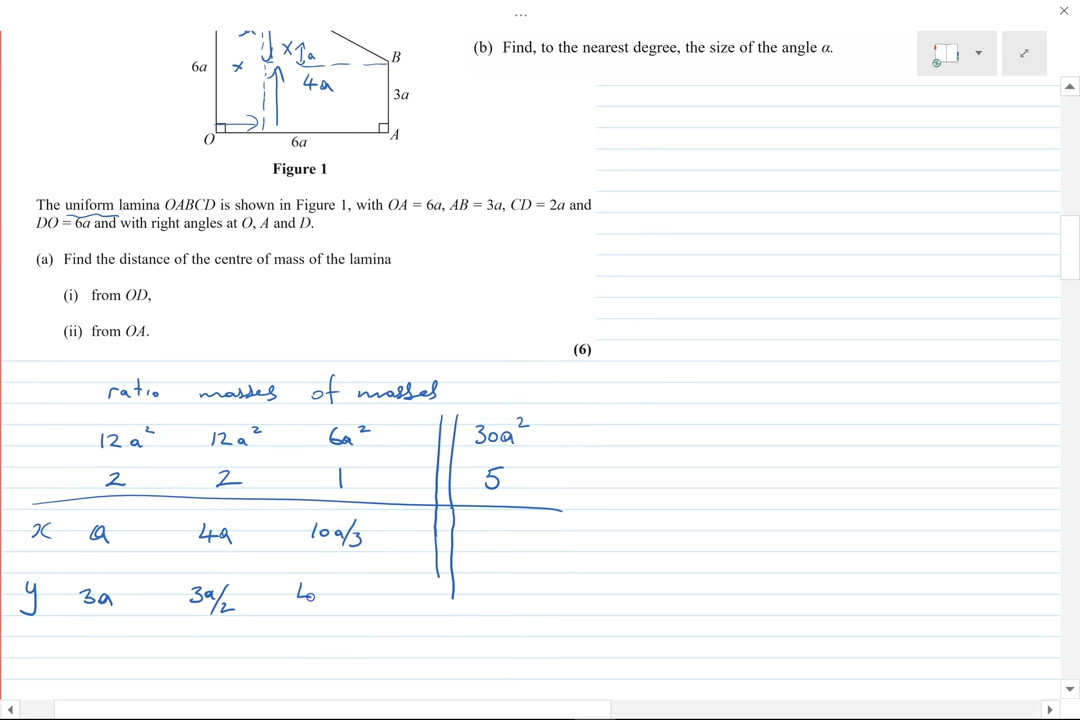 ...
×
(b) Find, to the nearest degree, the size of the angle α.
x a
B
6a x
4a
3a
O
A
6a
Figure 1
The uniform lamina OABCD is shown in Figure 1, with OA = 6a, AB = 3a, CD = 2a and
DO = 6a and with right angles at O, A and D.
(a) Find the distance of the centre of mass of the lamina
(i) from OD,
(ii) from OA.
(6)
ratio masses of masses
12a² 12a² 6a² 30a²
2 2 1 5
x a 4a 10a/3
y 3a 3a/2 4